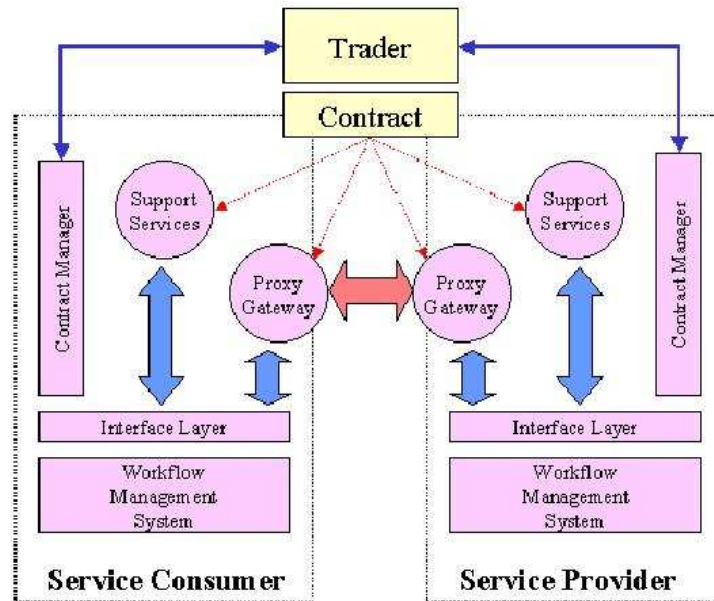 Trader
Contract
Support
Services
Support
Services
Contract Manager
Contract Manager
Proxy
Gateway
Proxy
Gateway
Interface Layer
Interface Layer
Workflow
Management
System
Workflow
Management
System
Service Consumer
Service Provider